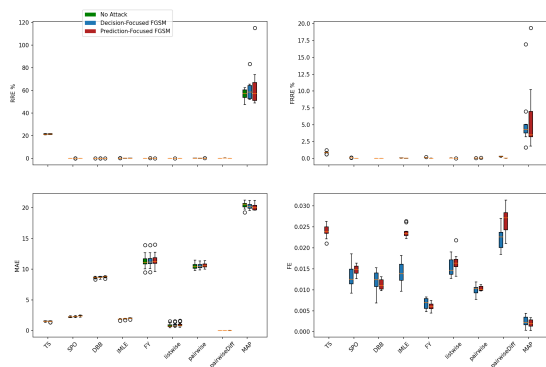 No Attack
Decision-Focused FGSM
Prediction-Focused FGSM
RRE %
120
100
80
60
40
20
0
FRRE %
20.0
17.5
15.0
12.5
10.0
7.5
5.0
2.5
0.0
MAE
20
15
10
5
0
TS
SPO
DBB
IMLE
FY
listwise
pairwise
pairwiseDiff
MAP
FE
0.030
0.025
0.020
0.015
0.010
0.005
0.000
TS
SPO
DBB
IMLE
FY
listwise
pairwise
pairwiseDiff
MAP